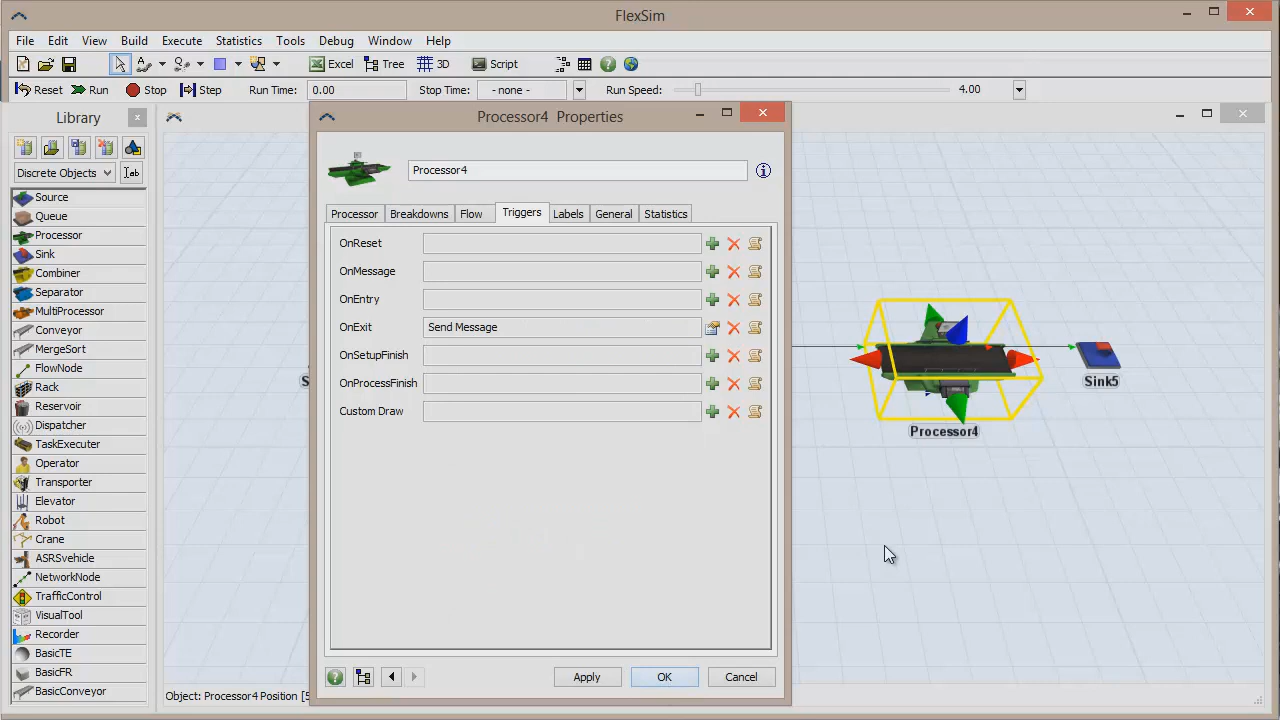 FlexSim
File Edit View Build Execute Statistics Tools Debug Window Help
Excel Tree 3D Script
Reset Run Stop Step Run Time: 0.00 Stop Time: - none - Run Speed: 4.00
Library
Discrete Objects
Source
Queue
Processor
Sink
Combiner
Separator
MultiProcessor
Conveyor
MergeSort
FlowNode
Rack
Reservoir
Dispatcher
TaskExecuter
Operator
Transporter
Elevator
Robot
Crane
ASRSvehicle
NetworkNode
TrafficControl
VisualTool
Recorder
BasicTE
BasicFR
BasicConveyor
Processor4 Properties
Processor4
Processor Breakdowns Flow Triggers Labels General Statistics
OnReset
OnMessage
OnEntry
OnExit Send Message
OnSetupFinish
OnProcessFinish
Custom Draw
Apply OK Cancel
Processor4
Sink5
Object: Processor4 Position [5